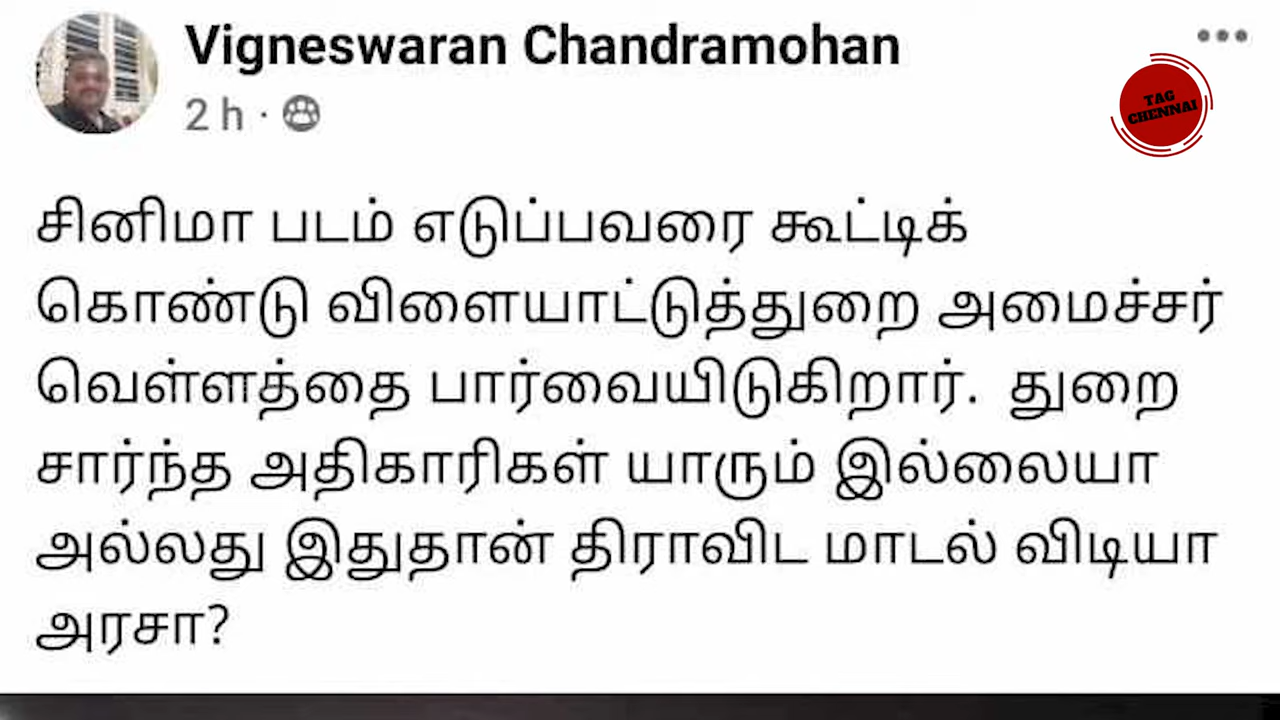 Vigneswaran Chandramohan
2 h ·
TAG
CHENNAI
சினிமா படம் எடுப்பவரை கூட்டிக்
கொண்டு விளையாட்டுத்துறை அமைச்சர்
வெள்ளத்தை பார்வையிடுகிறார். துறை
சார்ந்த அதிகாரிகள் யாரும் இல்லையா
அல்லது இதுதான் திராவிட மாடல் விடியா
அரசா?